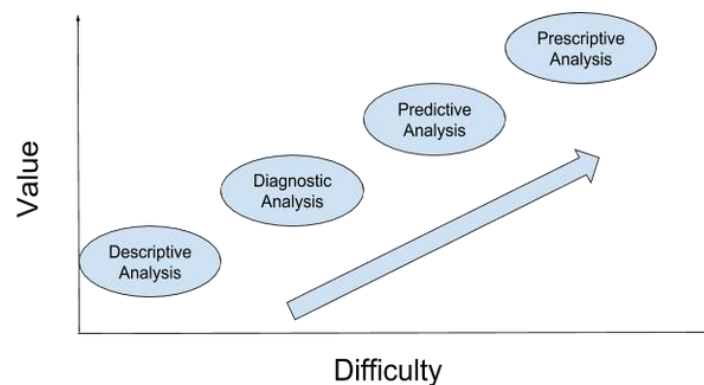 Prescriptive
Analysis
Predictive
Analysis
Diagnostic
Analysis
Descriptive
Analysis
Value
Difficulty